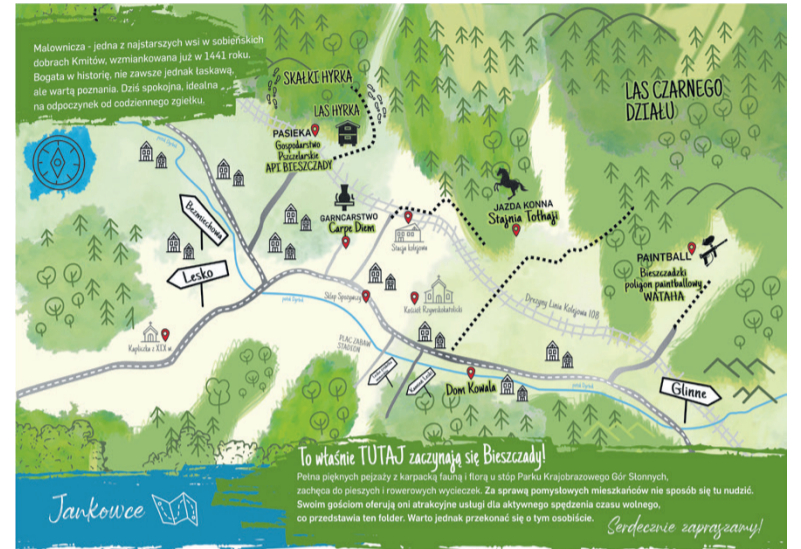 Malownicza - jedna z najstarszych wsi w sobieńskich
dobrach Kmitów, wzmiankowana już w 1441 roku.
Bogata w historię, nie zawsze jednak łaskawą,
ale wartą poznania. Dziś spokojna, idealna
na odpoczynek od codziennego zgiełku.
SKAŁKI HYRKA
LAS HYRKA
LAS CZARNEGO
DZIAŁU
PASIEKA
Gospodarstwo
Pszczelarskie
API BIESZCZADY
GARNCARSTWO
Carpe Diem
JAZDA KONNA
Stajnia Tothaji
Stacja kolejowa
PAINTBALL
Bieszczadzki
poligon paintballowy
WATAHA
Bezmiechowa
Lesko
Sklep Spożywczy
Kościół Rzymskokatolicki
Dzisiejsza Linia Kolejowa 108
Kapliczka z XIX w.
PLAC ZABAW
STADION
Dom Kowala
Glinne
To właśnie TUTAJ zaczynają się Bieszczady!
Pełna pięknych pejzaży z karpacką fauną i florą u stóp Parku Krajobrazowego Gór Słonnych,
zachęca do pieszych i rowerowych wycieczek. Za sprawą pomysłowych mieszkańców nie sposób się tu nudzić.
Swoim gościom oferują oni atrakcyjne usługi dla aktywnego spędzenia czasu wolnego,
co przedstawia ten folder. Warto jednak przekonać się o tym osobiście.
Serdecznie zapraszamy!
Jankowce